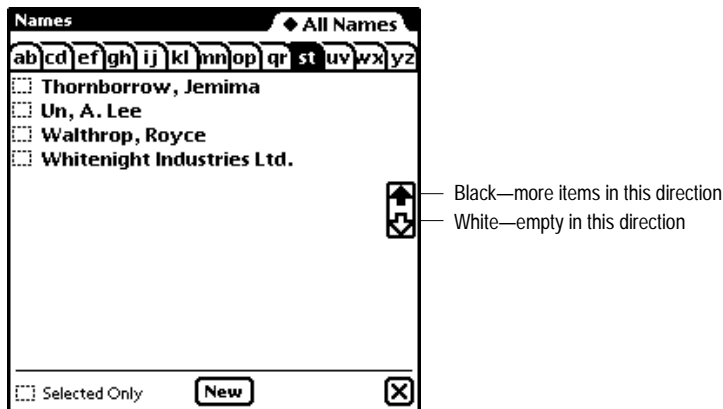 Names ◆ All Names
ab cd ef gh ij kl mn op qr st uv wx yz
Thornborrow, Jemima
Un, A. Lee
Walthrop, Royce
Whitenight Industries Ltd.
Black—more items in this direction
White—empty in this direction
Selected Only New X